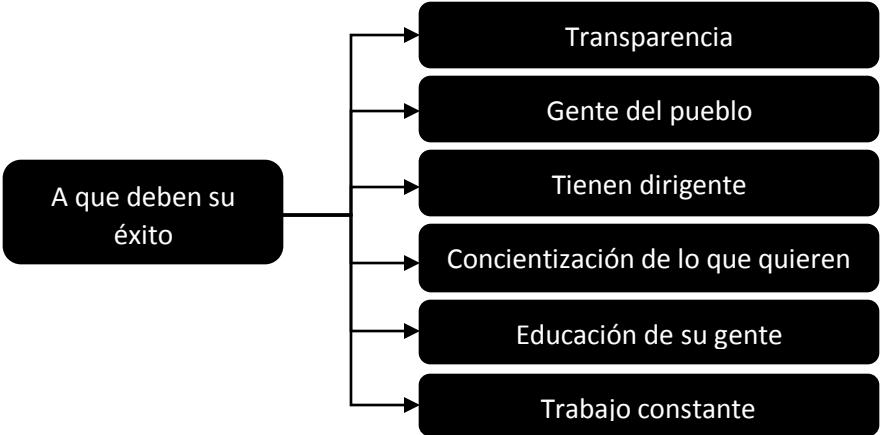 Transparencia
Gente del pueblo
Tienen dirigente
A que deben su
éxito
Concientización de lo que quieren
Educación de su gente
Trabajo constante